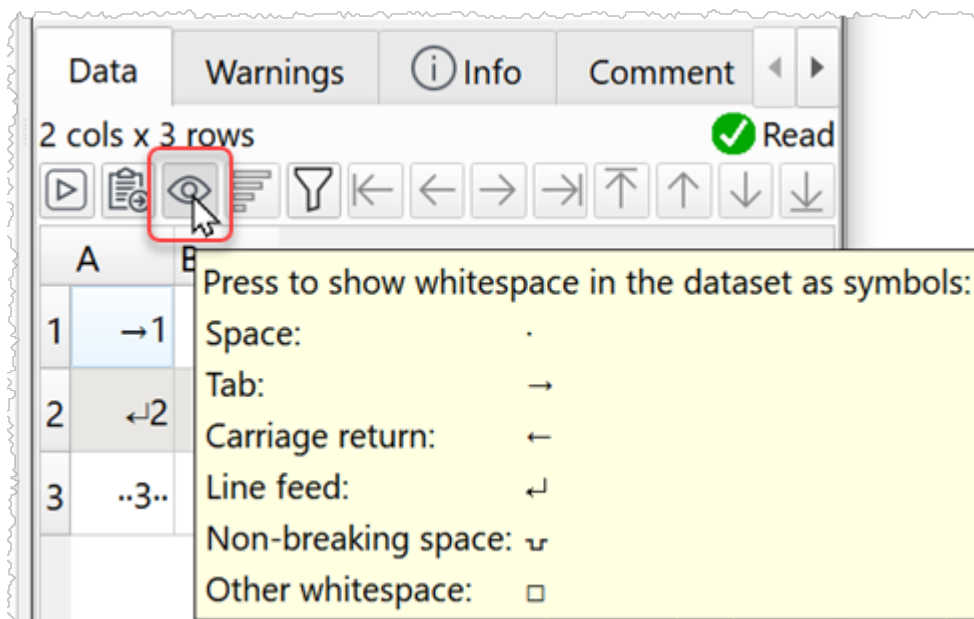 Data Warnings Info Comment
2 cols x 3 rows Read
A
Press to show whitespace in the dataset as symbols:
1 →1
Space: ·
Tab: →
2 ↵2
Carriage return: ←
3 ··3··
Line feed: ↵
Non-breaking space: ⮒
Other whitespace: □